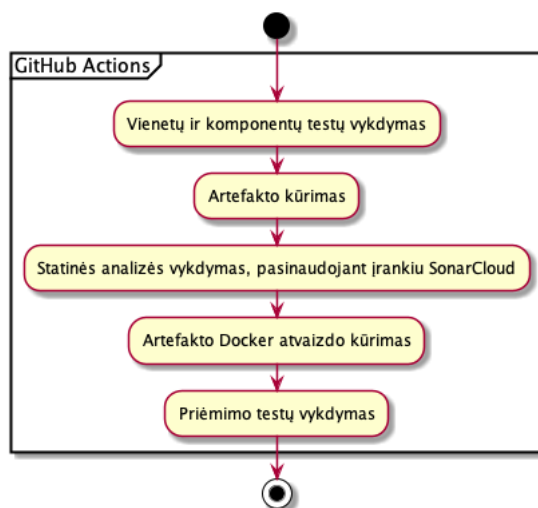 GitHub Actions
Vienetų ir komponentų testų vykdymas
Artefakto kūrimas
Statinės analizės vykdymas, pasinaudojant įrankiu SonarCloud
Artefakto Docker atvaizdo kūrimas
Priėmimo testų vykdymas